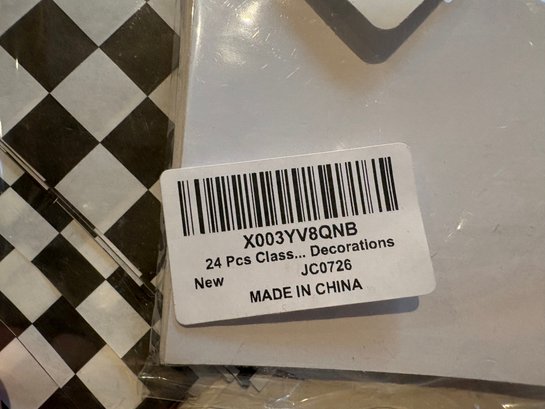 X003YV8QNB
24 Pcs Class... Decorations
New JC0726
MADE IN CHINA